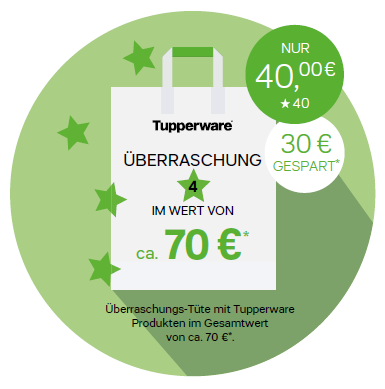 NUR
40,00 €
★40
30 €
GESPART*
Tupperware®
ÜBERRASCHUNG
4
IM WERT VON
ca. 70 €*
Überraschungs-Tüte mit Tupperware
Produkten im Gesamtwert
von ca. 70 €*.